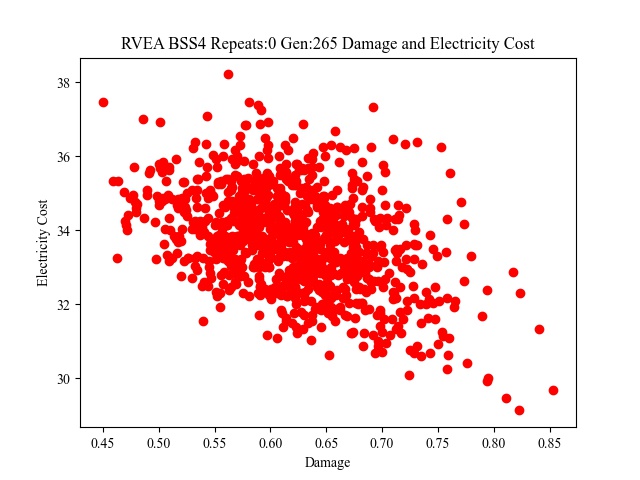 RVEA BSS4 Repeats:0 Gen:265 Damage and Electricity Cost
Electricity Cost
38
36
34
32
30
0.45 0.50 0.55 0.60 0.65 0.70 0.75 0.80 0.85
Damage